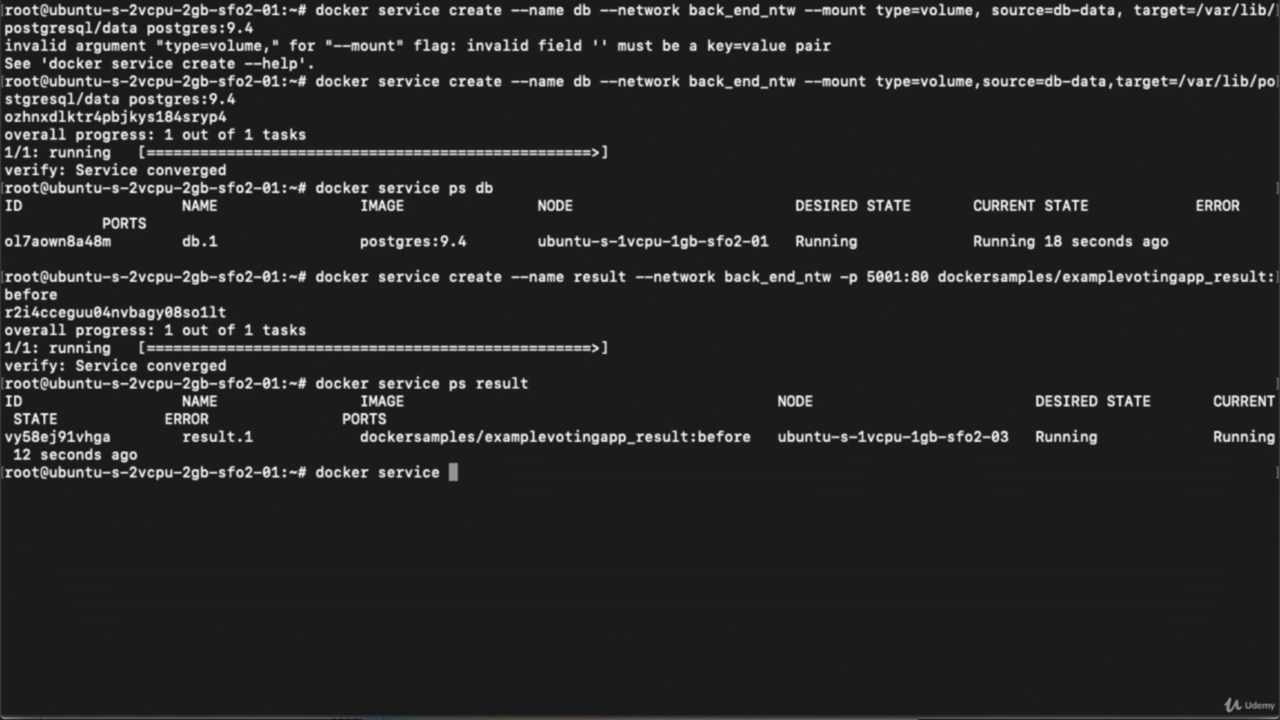 root@ubuntu-s-2vcpu-2gb-sfo2-01:~# docker service create --name db --network back_end_ntw --mount type=volume, source=db-data, target=/var/lib/
postgresql/data postgres:9.4
invalid argument "type=volume," for "--mount" flag: invalid field '' must be a key=value pair
See 'docker service create --help'.
[root@ubuntu-s-2vcpu-2gb-sfo2-01:~# docker service create --name db --network back_end_ntw --mount type=volume,source=db-data,target=/var/lib/po]
stgresql/data postgres:9.4
ozhnxdlktr4pbjkys184sryp4
overall progress: 1 out of 1 tasks
1/1: running   [==================================================>]
verify: Service converged
[root@ubuntu-s-2vcpu-2gb-sfo2-01:~# docker service ps db
ID NAME IMAGE NODE DESIRED STATE CURRENT STATE ERROR
PORTS
ol7aown8a48m db.1 postgres:9.4 ubuntu-s-1vcpu-1gb-sfo2-01 Running Running 18 seconds ago
[root@ubuntu-s-2vcpu-2gb-sfo2-01:~# docker service create --name result --network back_end_ntw -p 5001:80 dockersamples/examplevotingapp_result:]
before
r2i4cceguu04nvbagy08so1lt
overall progress: 1 out of 1 tasks
1/1: running   [==================================================>]
verify: Service converged
[root@ubuntu-s-2vcpu-2gb-sfo2-01:~# docker service ps result
ID NAME IMAGE NODE DESIRED STATE CURRENT
STATE ERROR PORTS
vy58ej91vhga result.1 dockersamples/examplevotingapp_result:before ubuntu-s-1vcpu-1gb-sfo2-03 Running Running
12 seconds ago
[root@ubuntu-s-2vcpu-2gb-sfo2-01:~# docker service
Udemy